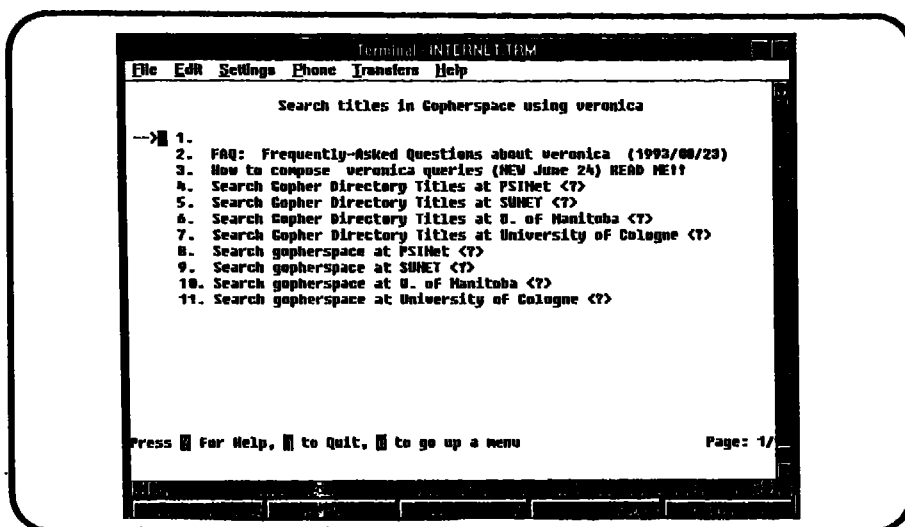 Terminal - INTERNET.TRM
File Edit Settings Phone Transfers Help
Search titles in Gopherspace using veronica
--> 1.
2. FAQ: Frequently-Asked Questions about veronica (1993/08/23)
3. How to compose veronica queries (NEW June 24) READ ME!!
4. Search Gopher Directory Titles at PSINet <?>
5. Search Gopher Directory Titles at SUNET <?>
6. Search Gopher Directory Titles at U. of Manitoba <?>
7. Search Gopher Directory Titles at University of Cologne <?>
8. Search gopherspace at PSINet <?>
9. Search gopherspace at SUNET <?>
10. Search gopherspace at U. of Manitoba <?>
11. Search gopherspace at University of Cologne <?>
Press for Help, to Quit, to go up a menu Page: 1/